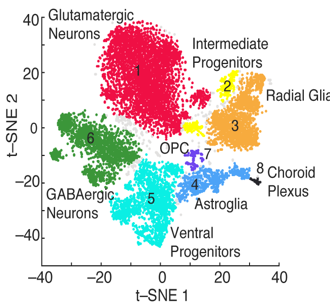 Glutamatergic
Neurons
Intermediate
Progenitors
Radial Glia
1
2
3
6
OPC
7
8 Choroid
Plexus
GABAergic
Neurons
5
4
Astroglia
Ventral
Progenitors
40
20
0
−20
−40
t−SNE 2
−40 −20 0 20 40
t−SNE 1